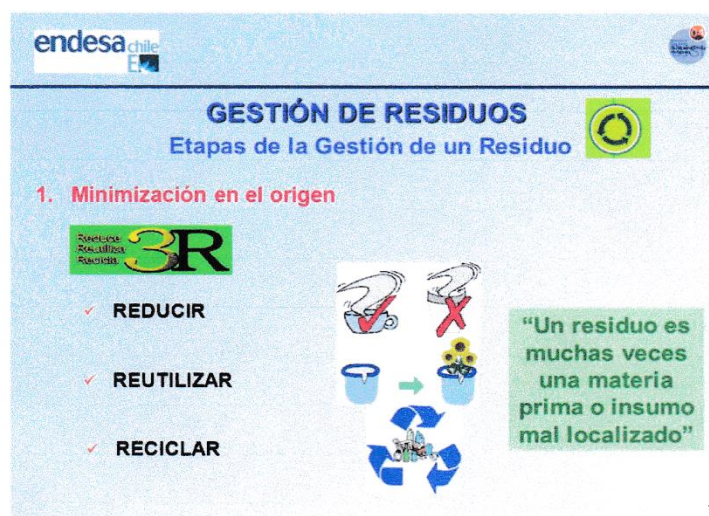 endesa chile
GESTIÓN DE RESIDUOS
Etapas de la Gestión de un Residuo
1. Minimización en el origen
Reduce
Reutiliza
Recicla
3R
✓ REDUCIR
✓ REUTILIZAR
✓ RECICLAR
“Un residuo es
muchas veces
una materia
prima o insumo
mal localizado”